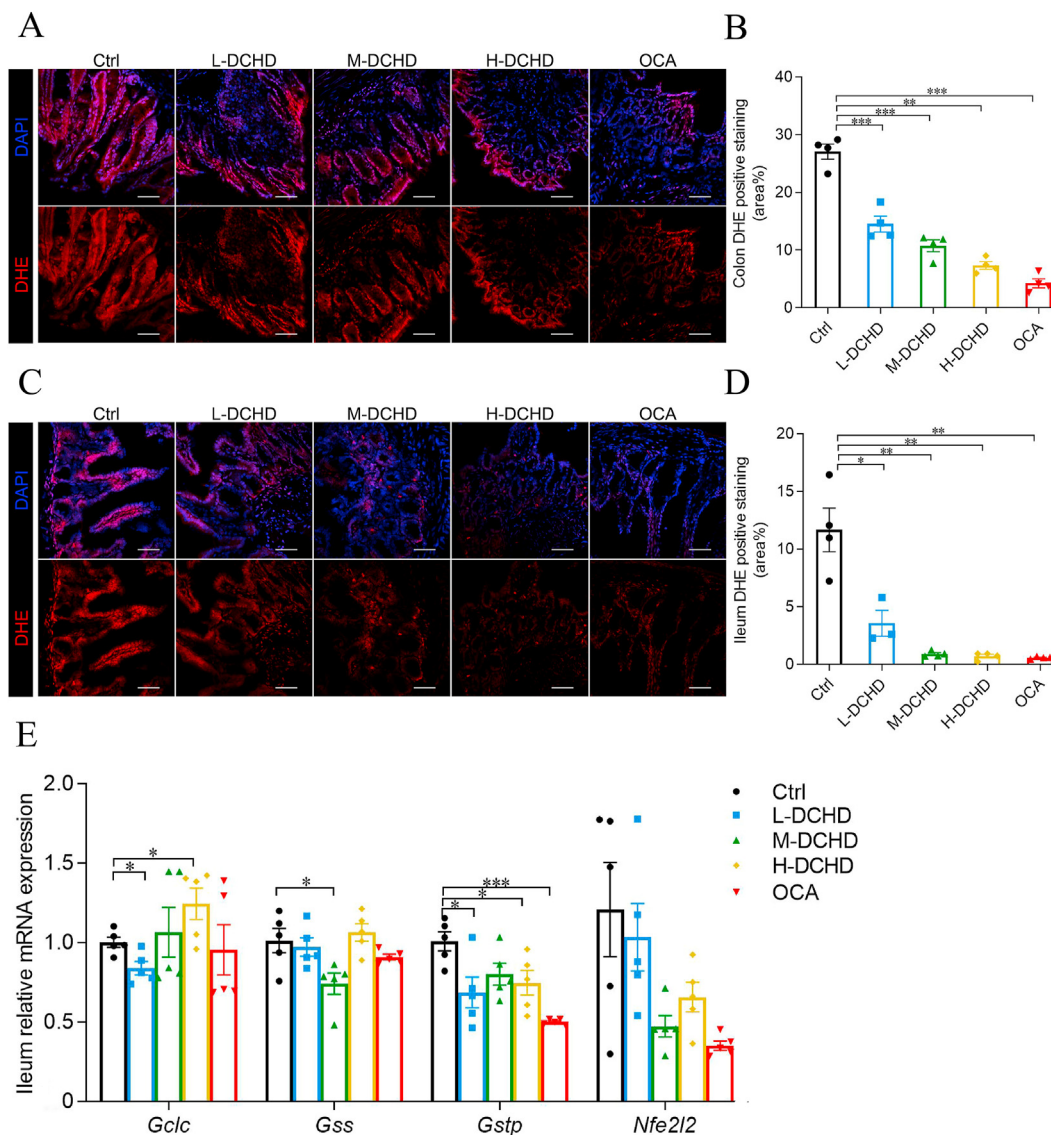 A
Ctrl L-DCHD M-DCHD H-DCHD OCA
DAPI
DHE
B
Colon DHE positive staining
(area%)
40
30
20
10
0
***
**
***
***
Ctrl
L-DCHD
M-DCHD
H-DCHD
OCA
C
Ctrl L-DCHD M-DCHD H-DCHD OCA
DAPI
DHE
D
Ileum DHE positive staining
(area%)
20
15
10
5
0
**
**
**
*
Ctrl
L-DCHD
M-DCHD
H-DCHD
OCA
E
Ileum relative mRNA expression
2.0
1.5
1.0
0.5
0
*
*
*
***
*
*
Ctrl
L-DCHD
M-DCHD
H-DCHD
OCA
Gclc Gss Gstp Nfe2l2